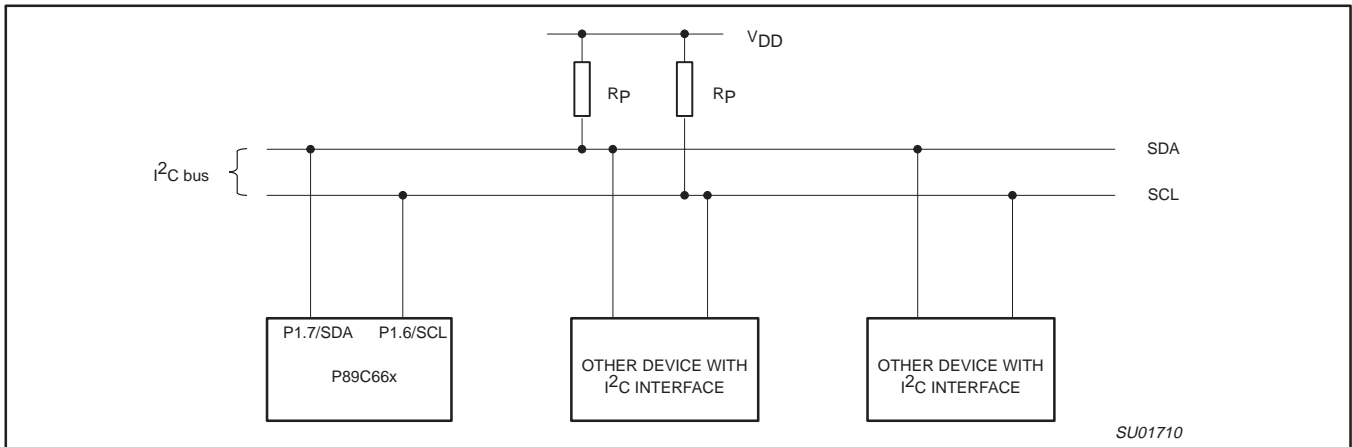 VDD
RP
RP
SDA
I2C bus
SCL
P1.7/SDA P1.6/SCL
P89C66x
OTHER DEVICE WITH
I2C INTERFACE
OTHER DEVICE WITH
I2C INTERFACE
SU01710